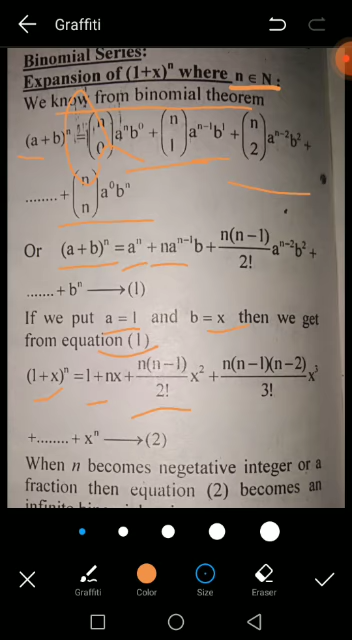 Graffiti
Binomial Series:
Expansion of (1+x)ⁿ where n ∈ N:
We know from binomial theorem
(a+b)ⁿ = (n 0) aⁿb⁰ + (n 1) aⁿ⁻¹b¹ + (n 2) aⁿ⁻²b² +
........ + (n n) a⁰bⁿ
Or (a+b)ⁿ = aⁿ + naⁿ⁻¹b + n(n−1)/2! aⁿ⁻²b² +
....... + bⁿ ⟶ (1)
If we put a = 1 and b = x then we get
from equation (1)
(1+x)ⁿ = 1 + nx + n(n−1)/2! x² + n(n−1)(n−2)/3! x³
+........ + xⁿ ⟶ (2)
When n becomes negetative integer or a
fraction then equation (2) becomes an
Graffiti Color Size Eraser